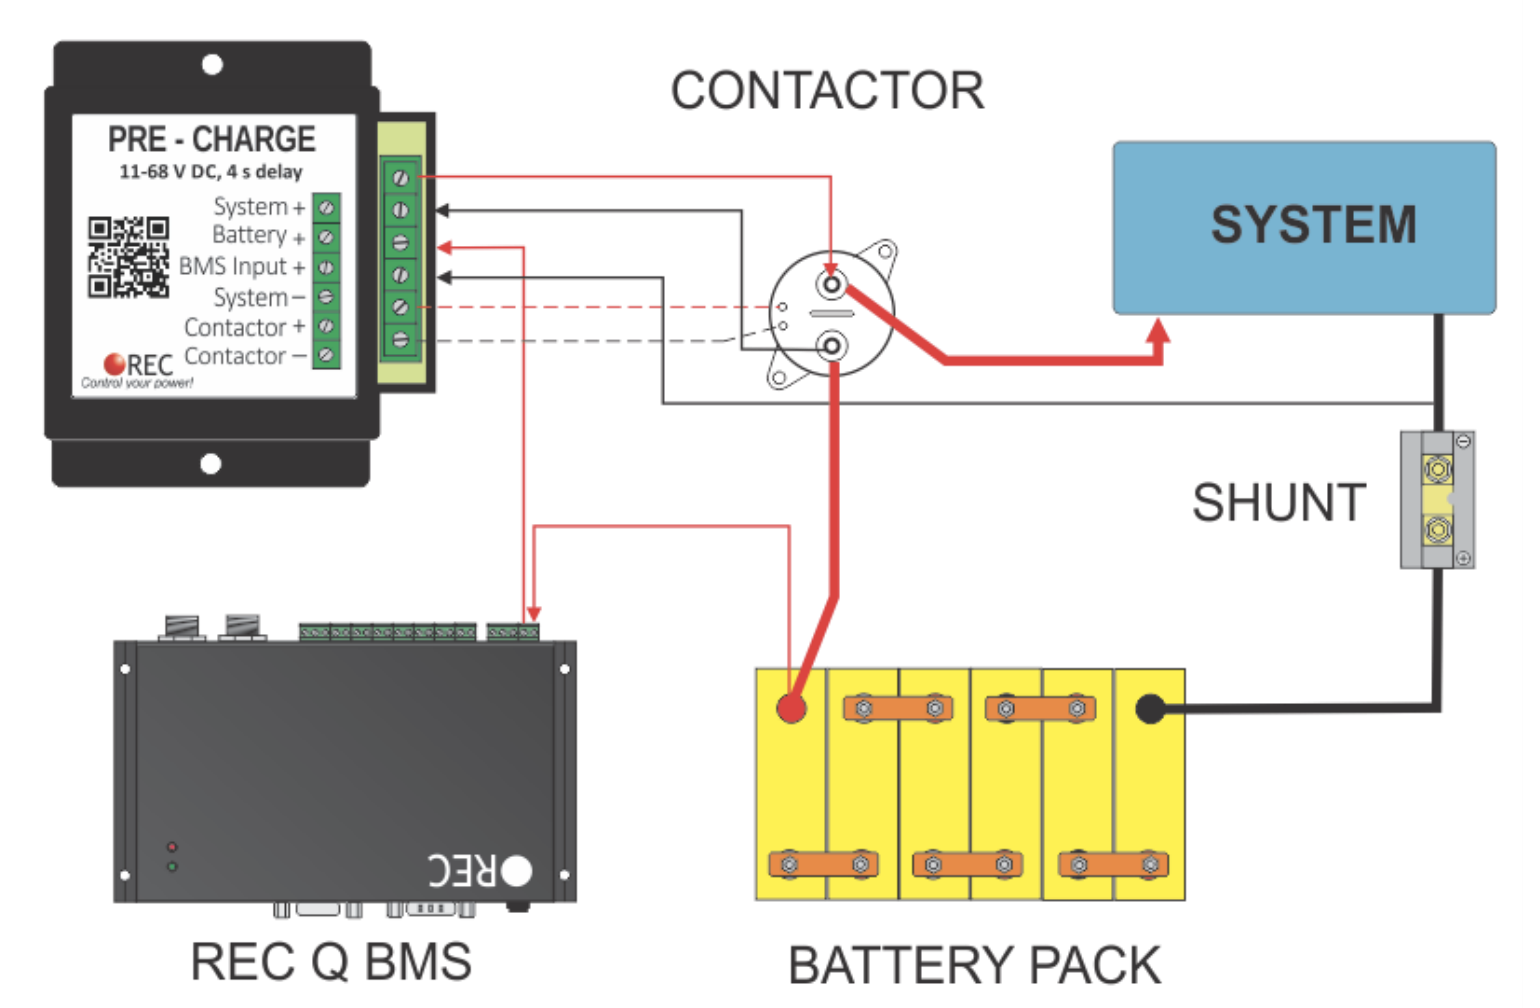 CONTACTOR
PRE - CHARGE
11-68 V DC, 4 s delay
System +
Battery +
BMS Input +
System –
Contactor +
Contactor –
REC
Control your power!
SYSTEM
SHUNT
REC
REC Q BMS
BATTERY PACK